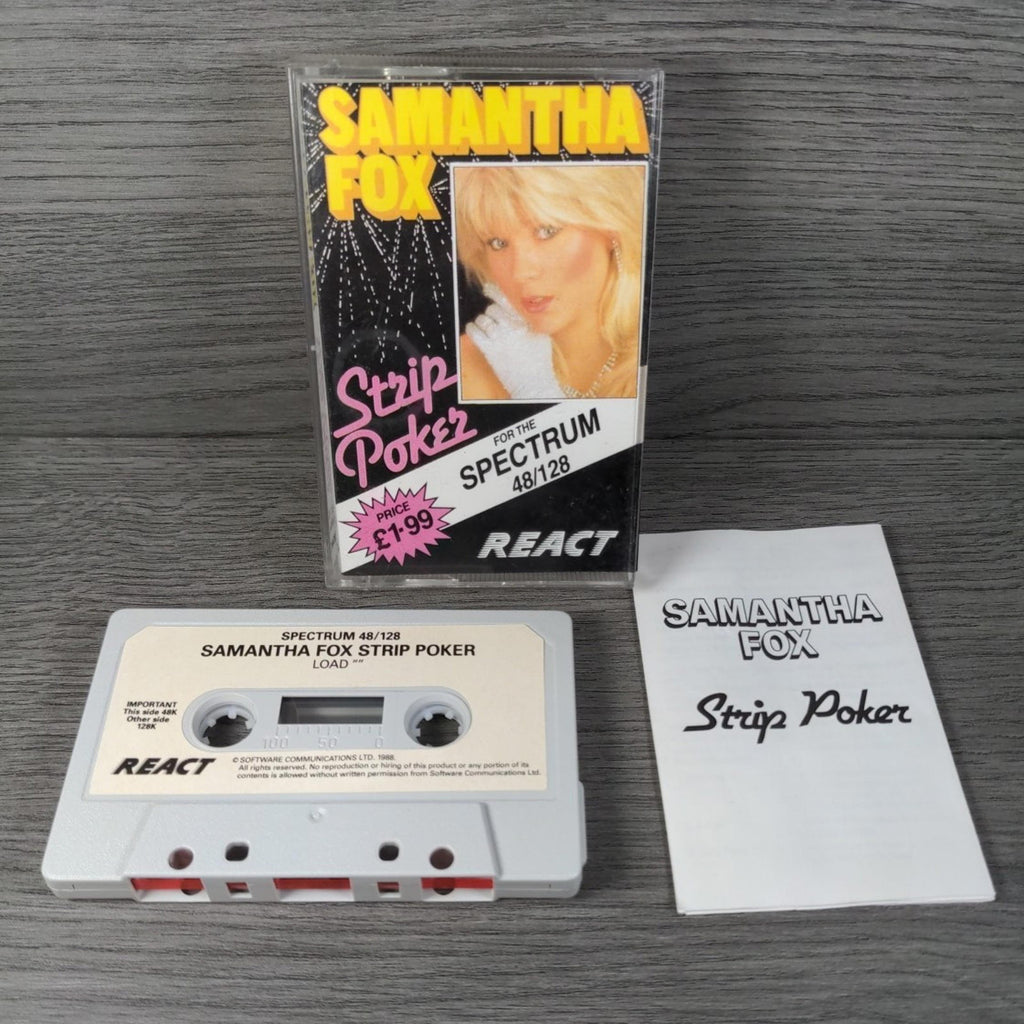 SAMANTHA
FOX
Strip
Poker
FOR THE
SPECTRUM
48/128
PRICE
£1·99
REACT
SPECTRUM 48/128
SAMANTHA FOX STRIP POKER
LOAD ""
IMPORTANT
This side 48K
Other side
128K
100 50 0
REACT
© SOFTWARE COMMUNICATIONS LTD. 1988.
All rights reserved. No reproduction or hiring of this product or any portion of its
contents is allowed without written permission from Software Communications Ltd.
SAMANTHA
FOX
Strip Poker